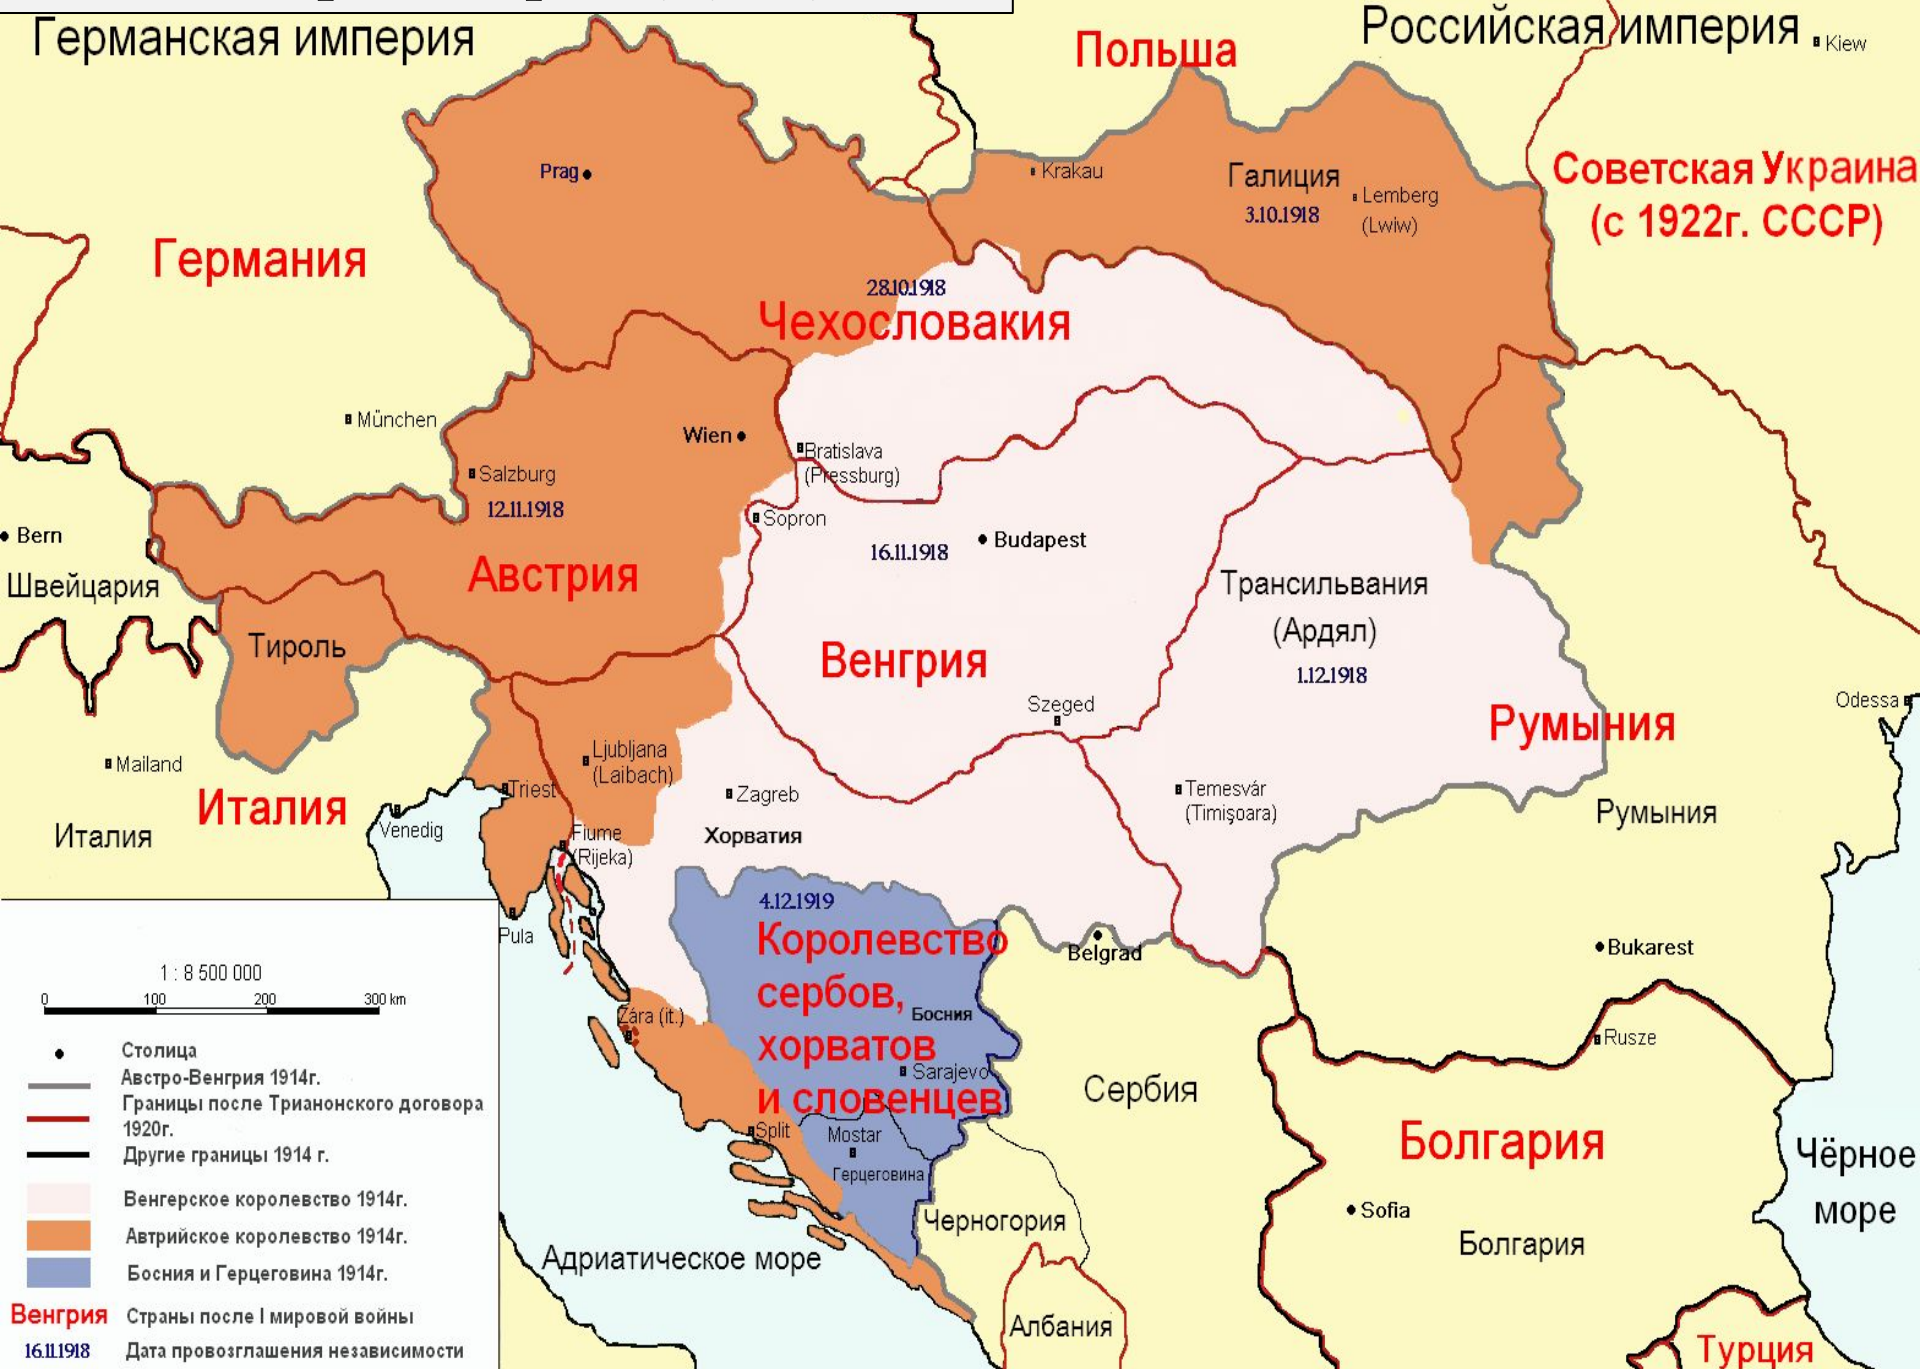 Германская империя
Польша
Российская империя
Kiew
Prag
Krakau
Галиция
3.10.1918
Lemberg
(Lwiw)
Советская Украина
(с 1922г. СССР)
Германия
28.10.1918
Чехословакия
München
Wien
Salzburg
12.11.1918
Bratislava
(Pressburg)
Sopron
Bern
Швейцария
Австрия
16.11.1918
Budapest
Трансильвания
(Ардял)
1.12.1918
Тироль
Венгрия
Szeged
Румыния
Odessa
Mailand
Италия
Италия
Venedig
Triest
Ljubljana
(Laibach)
Zagreb
Хорватия
Fiume
(Rijeka)
Temesvár
(Timişoara)
Румыния
Pula
4.12.1919
Королевство
сербов,
хорватов
и словенцев
Босния
Sarajevo
Belgrad
Bukarest
Zára (it.)
Rusze
Сербия
Split
Mostar
Герцеговина
Болгария
Чёрное
море
Sofia
Болгария
Черногория
Адриатическое море
Албания
Турция
1 : 8 500 000
0 100 200 300 km
Столица
Австро-Венгрия 1914г.
Границы после Трианонского договора
1920г.
Другие границы 1914 г.
Венгерское королевство 1914г.
Автрийское королевство 1914г.
Босния и Герцеговина 1914г.
Венгрия Страны после I мировой войны
16.11.1918 Дата провозглашения независимости